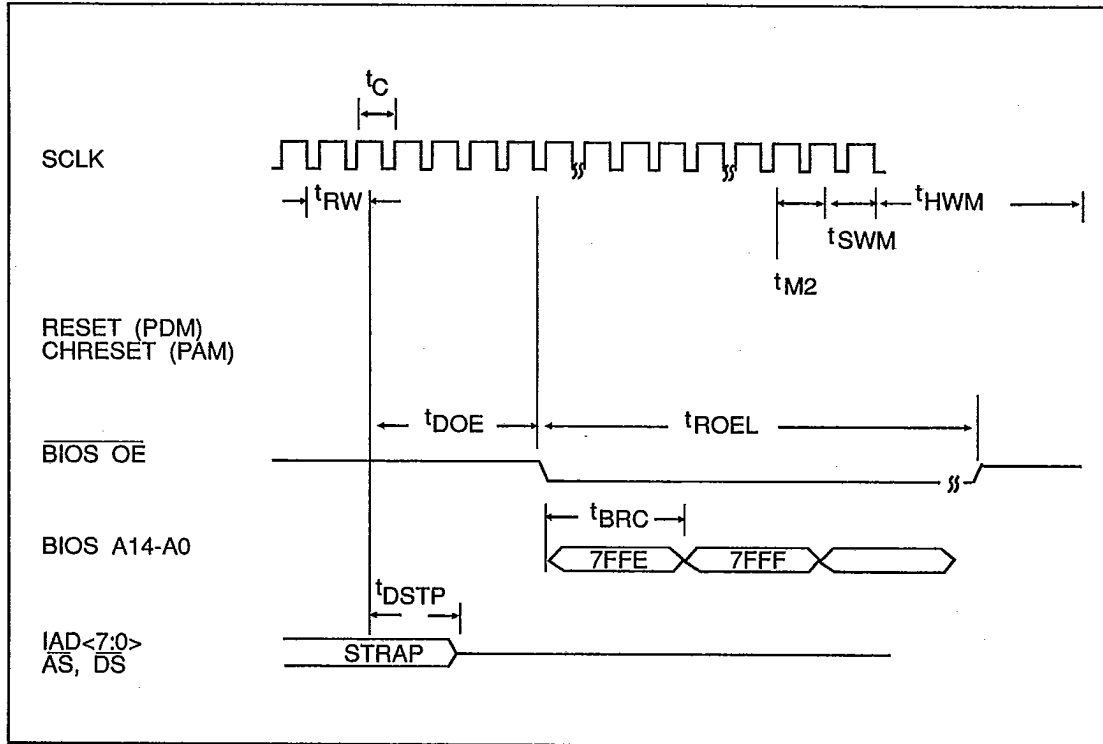 tC
SCLK
tRW
tHWM
tSWM
tM2
RESET (PDM)
CHRESET (PAM)
tDOE
tROEL
BIOS OE
tBRC
BIOS A14-A0
7FFE
7FFF
tDSTP
IAD<7:0>
STRAP
AS, DS